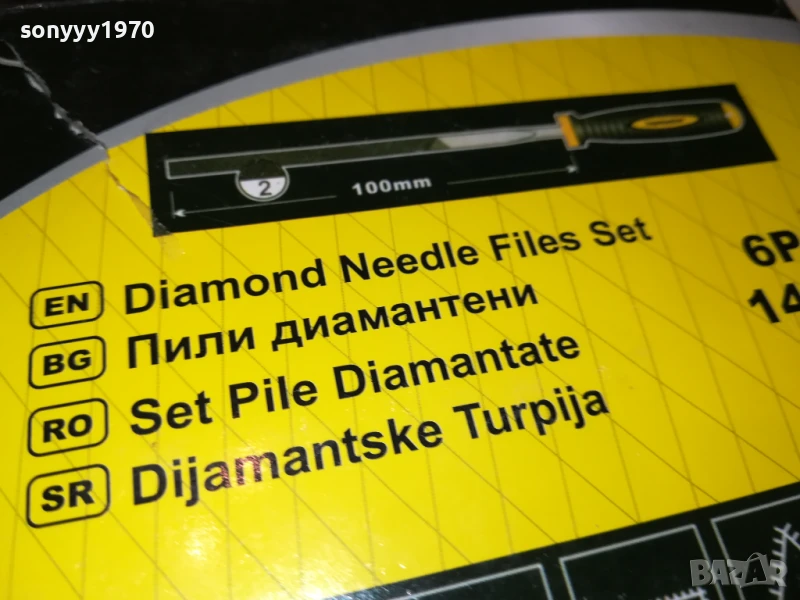 sonyyy1970
2
100mm
EN Diamond Needle Files Set
BG Пили диамантени
RO Set Pile Diamantate
SR Dijamantske Turpija
6P
14
BAZAR